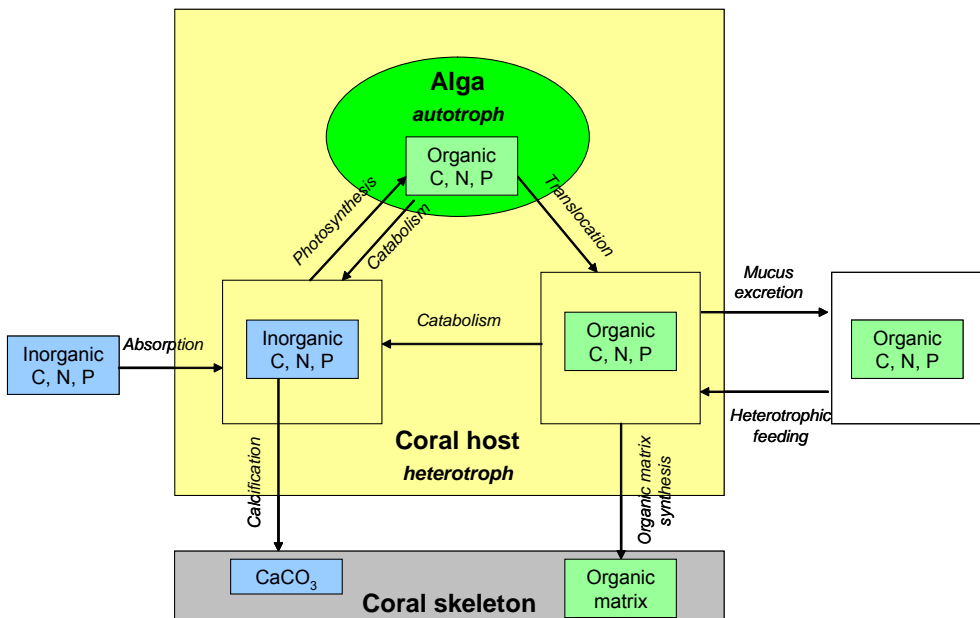 Alga
autotroph
Organic
C, N, P
Photosynthesis
Catabolism
Translocation
Mucus
excretion
Inorganic
C, N, P
Absorption
Inorganic
C, N, P
Catabolism
Organic
C, N, P
Organic
C, N, P
Heterotrophic
feeding
Coral host
heterotroph
Calcification
Organic matrix
synthesis
CaCO₃
Coral skeleton
Organic
matrix